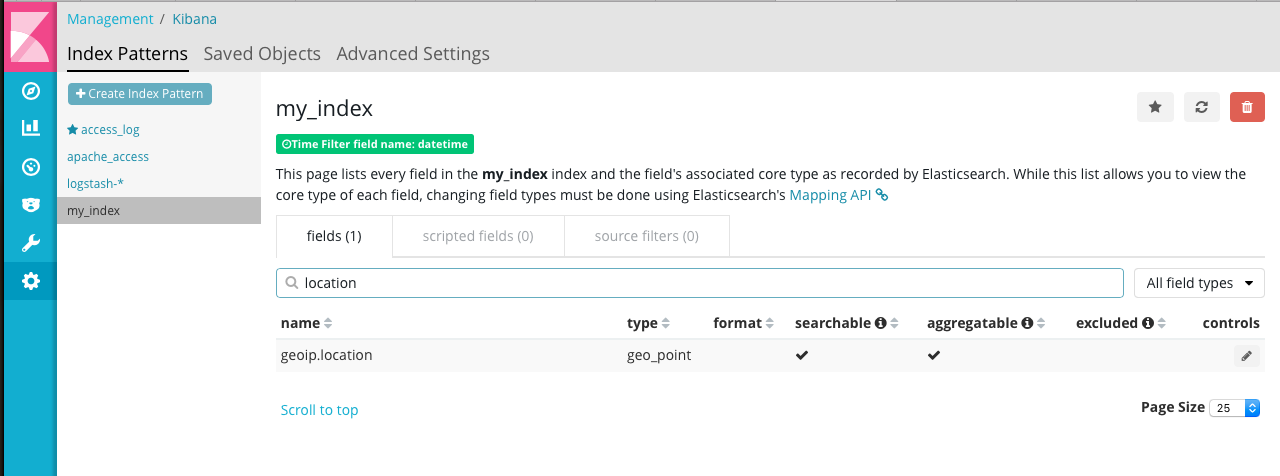 Management / Kibana
Index Patterns Saved Objects Advanced Settings
Create Index Pattern
access_log
apache_access
logstash-*
my_index
my_index
Time Filter field name: datetime
This page lists every field in the my_index index and the field's associated core type as recorded by Elasticsearch. While this list allows you to view the
core type of each field, changing field types must be done using Elasticsearch's Mapping API
fields (1) scripted fields (0) source filters (0)
location All field types
name type format searchable aggregatable excluded controls
geoip.location geo_point
Scroll to top Page Size 25